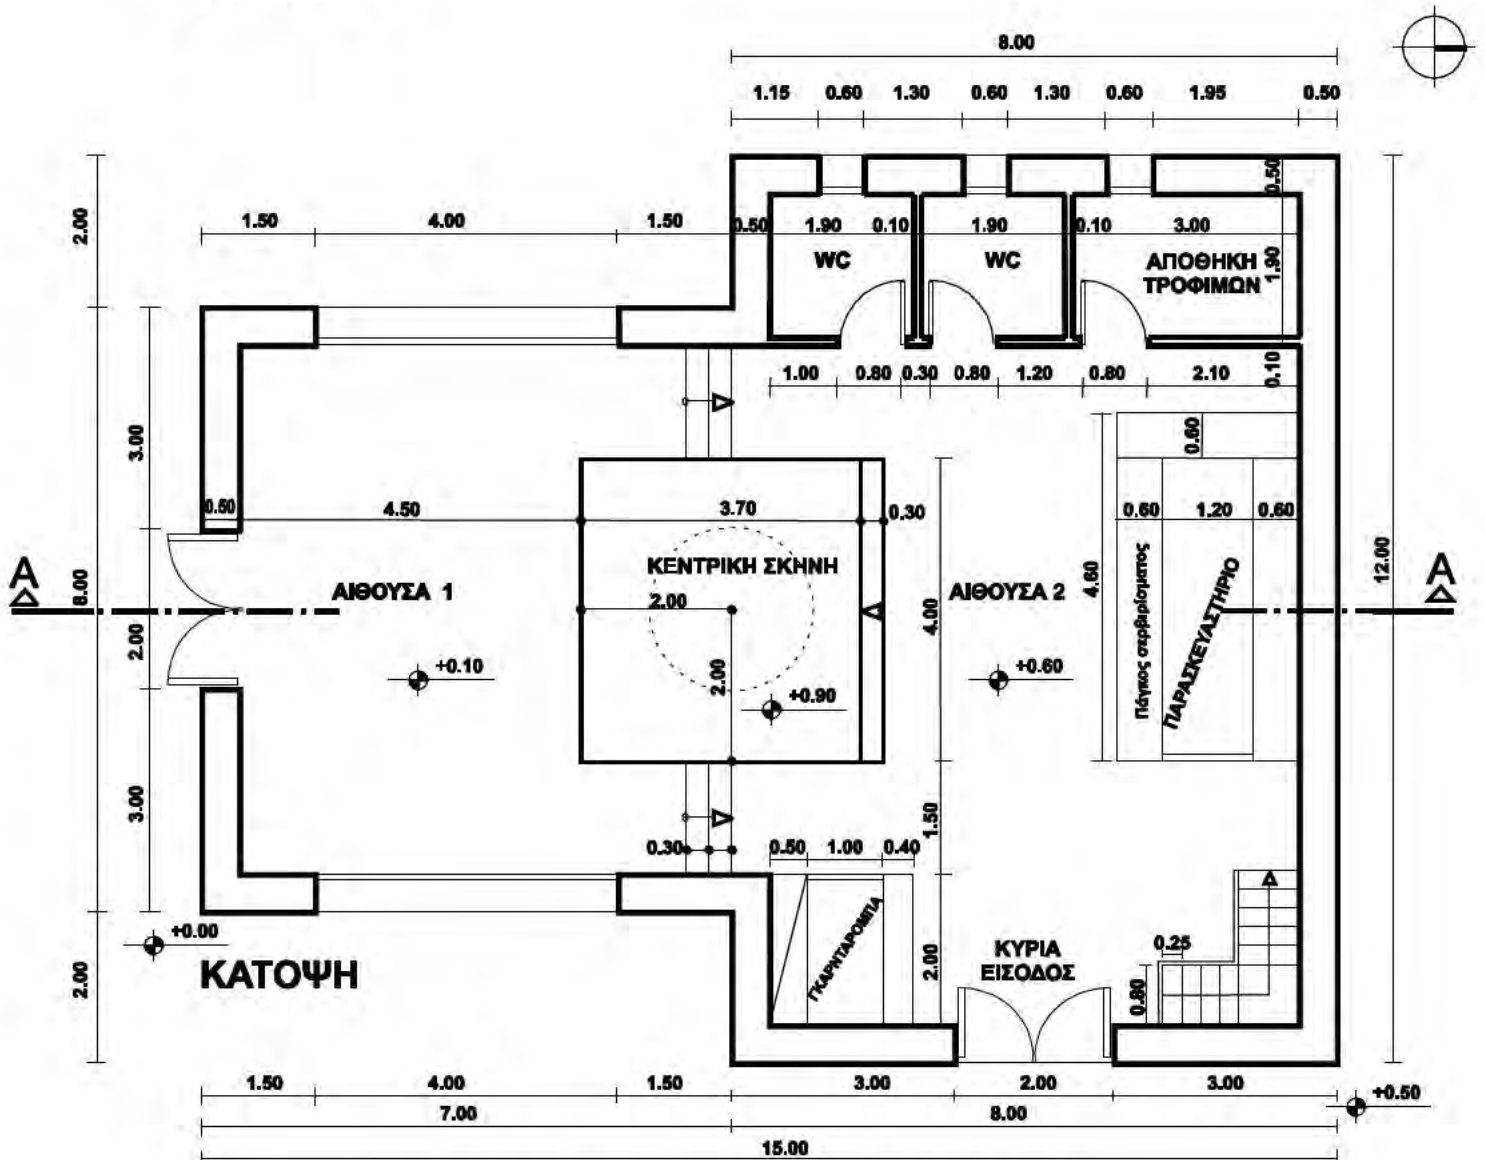 8.00
1.15 0.60 1.30 0.60 1.30 0.60 1.95 0.50
2.00
1.50 4.00 1.50
0.50 1.90 0.10 1.90 0.10 3.00
0.50
WC
WC
ΑΠΟΘΗΚΗ
ΤΡΟΦΙΜΩΝ
1.90
1.00 0.80 0.30 0.80 1.20 0.80 2.10
0.10
3.00
0.60
0.50 4.50 3.70 0.30
0.60 1.20 0.60
ΚΕΝΤΡΙΚΗ ΣΚΗΝΗ
ΑΙΘΟΥΣΑ 1
ΑΙΘΟΥΣΑ 2
2.00
2.00
4.00
4.60
Πάγκος σερβιρίσματος
ΠΑΡΑΣΚΕΥΑΣΤΗΡΙΟ
12.00
A
A
8.00
2.00
+0.10
+0.90
+0.60
3.00
0.30
0.50 1.00 0.40
1.50
ΓΚΑΡΝΤΑΡΟΜΠΑ
2.00
ΚΥΡΙΑ
ΕΙΣΟΔΟΣ
0.25
0.80
+0.00
ΚΑΤΟΨΗ
2.00
1.50 4.00 1.50 3.00 2.00 3.00
+0.50
7.00 8.00
15.00